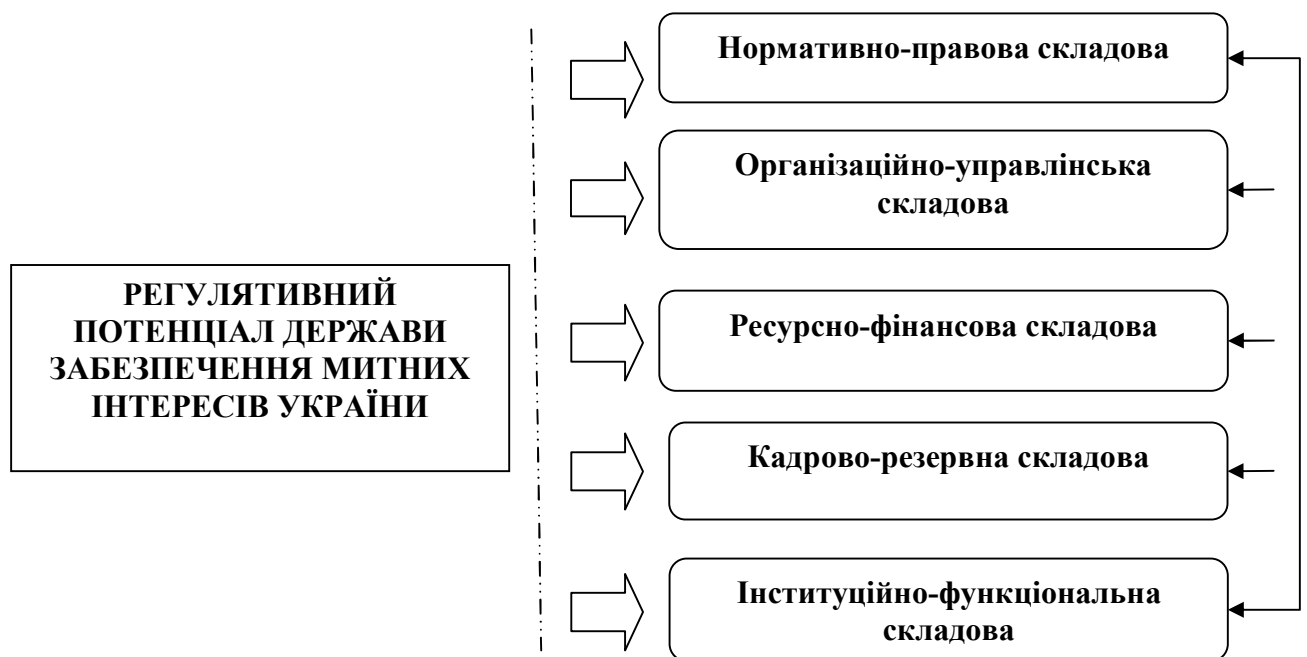 РЕГУЛЯТИВНИЙ
ПОТЕНЦІАЛ ДЕРЖАВИ
ЗАБЕЗПЕЧЕННЯ МИТНИХ
ІНТЕРЕСІВ УКРАЇНИ
Нормативно-правова складова
Організаційно-управлінська
складова
Ресурсно-фінансова складова
Кадрово-резервна складова
Інституційно-функціональна
складова